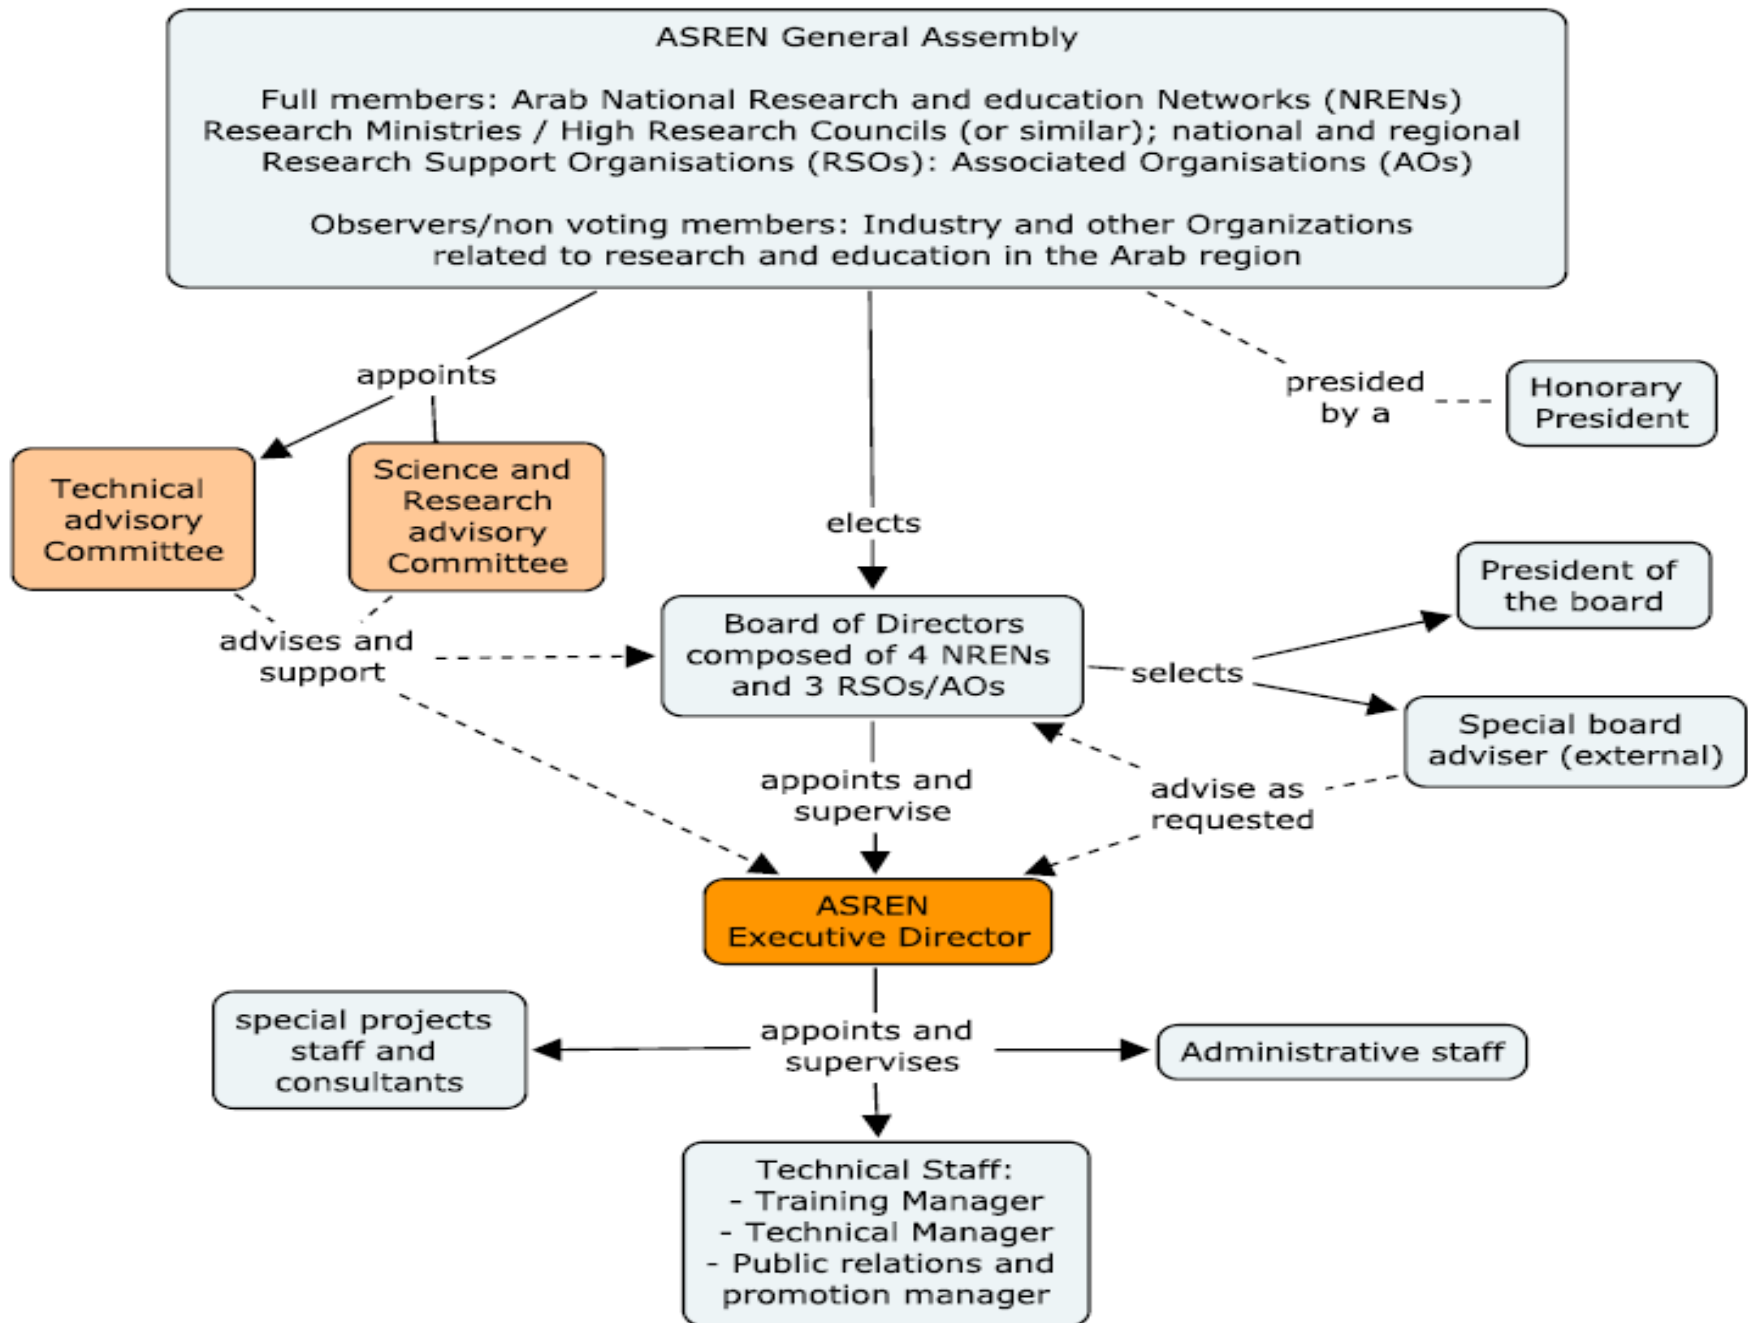 ASREN General Assembly
Full members: Arab National Research and education Networks (NRENs)
Research Ministries / High Research Councils (or similar); national and regional
Research Support Organisations (RSOs): Associated Organisations (AOs)
Observers/non voting members: Industry and other Organizations
related to research and education in the Arab region
appoints
presided
by a
Honorary
President
Technical
advisory
Committee
Science and
Research
advisory
Committee
elects
President of
the board
advises and
support
Board of Directors
composed of 4 NRENs
and 3 RSOs/AOs
selects
Special board
adviser (external)
appoints and
supervise
advise as
requested
ASREN
Executive Director
special projects
staff and
consultants
appoints and
supervises
Administrative staff
Technical Staff:
- Training Manager
- Technical Manager
- Public relations and
promotion manager